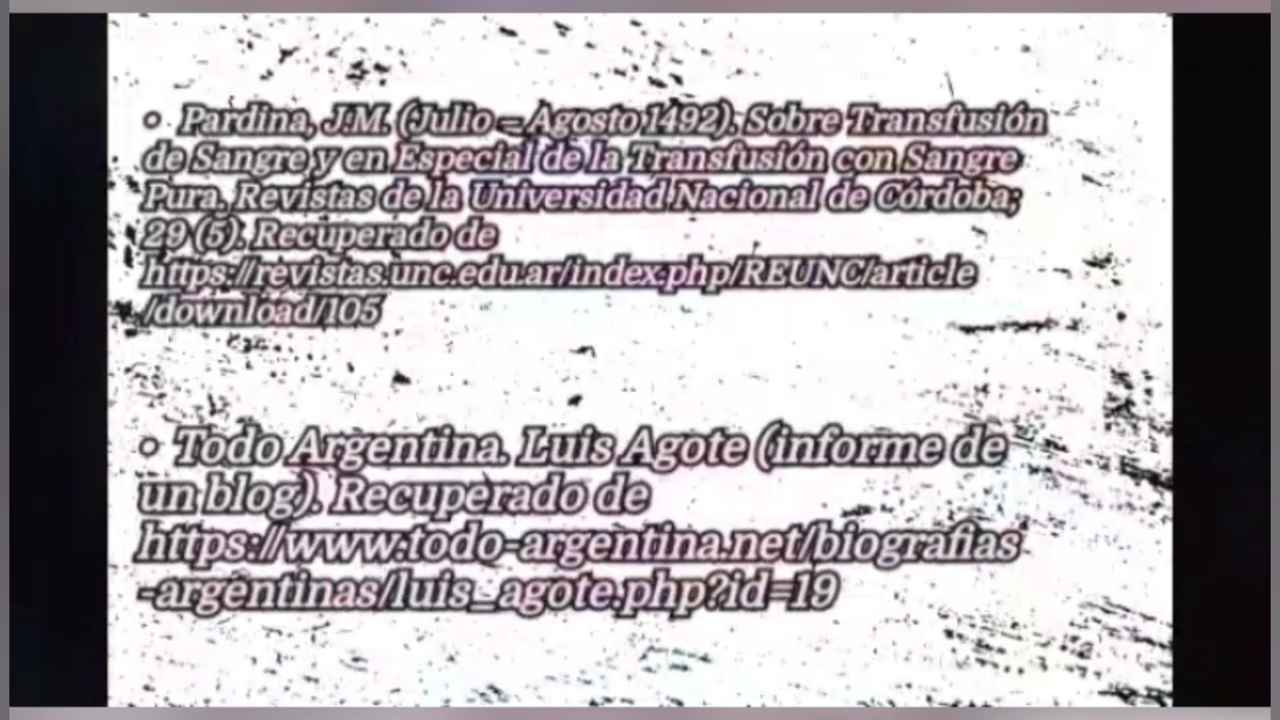 • Pardina, J.M. (Julio – Agosto 1492). Sobre Transfusión
de Sangre y en Especial de la Transfusión con Sangre
Pura. Revistas de la Universidad Nacional de Córdoba;
29 (5). Recuperado de
https://revistas.unc.edu.ar/index.php/REUNC/article
/download/105
• Todo Argentina. Luis Agote (informe de
un blog). Recuperado de
https://www.todo-argentina.net/biografias
-argentinas/luis_agote.php?id=19